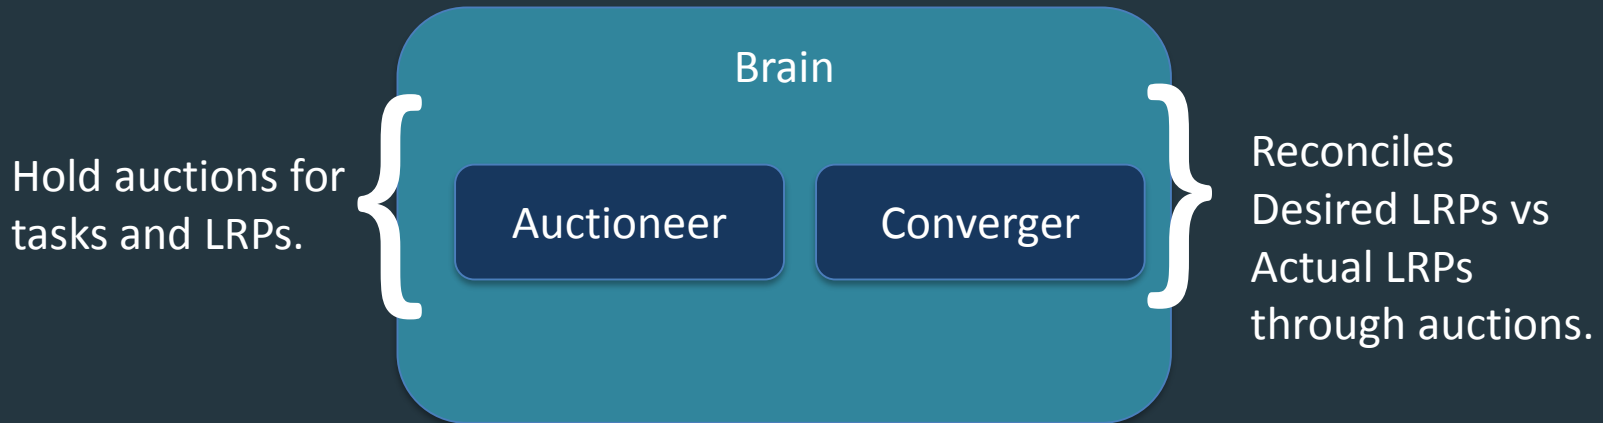 Brain
Hold auctions for
tasks and LRPs.
{
Auctioneer
Converger
}
Reconciles
Desired LRPs vs
Actual LRPs
through auctions.